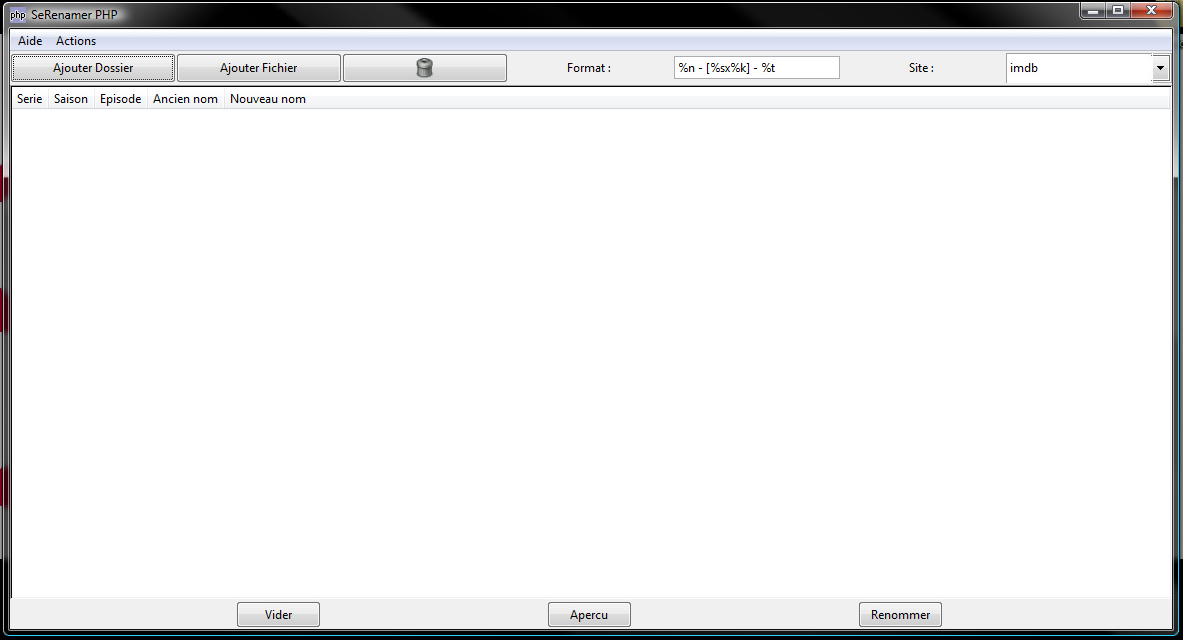 php SeRenamer PHP
Aide Actions
Ajouter Dossier Ajouter Fichier Format : %n - [%sx%k] - %t Site : imdb
Serie Saison Episode Ancien nom Nouveau nom
Vider Apercu Renommer